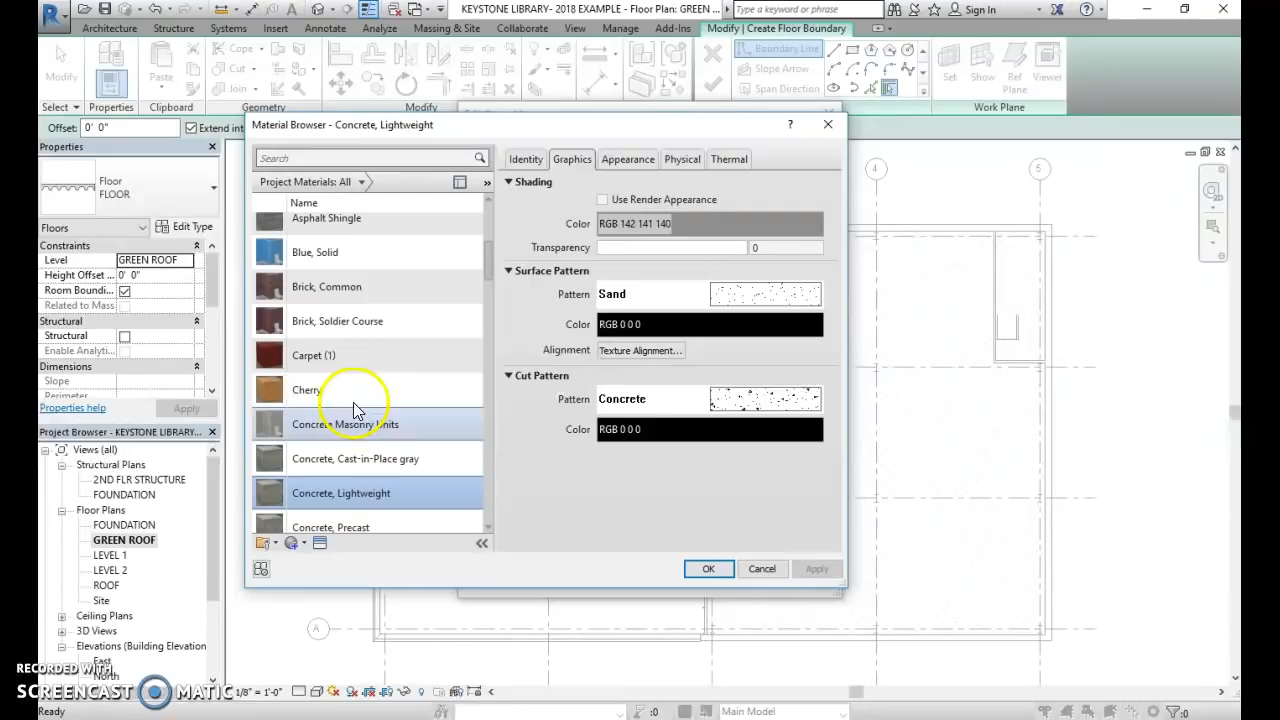 KEYSTONE LIBRARY- 2018 EXAMPLE - Floor Plan: GREEN ...
Type a keyword or phrase
Sign In
Architecture Structure Systems Insert Annotate Analyze Massing & Site Collaborate View Manage Add-Ins Modify | Create Floor Boundary
Modify
Paste
Cope
Cut
Join
Boundary Line
Slope Arrow
Span Direction
Set Show Ref Plane Viewer
Select Properties Clipboard Geometry Modify Work Plane
Offset: 0' 0" Extend int
Properties
Floor
FLOOR
Floors Edit Type
Constraints
Level GREEN ROOF
Height Offset ... 0' 0"
Room Boundi...
Related to Mass
Structural
Structural
Enable Analyti...
Dimensions
Slope
Perimeter
Properties help Apply
Project Browser - KEYSTONE LIBRARY...
Views (all)
Structural Plans
2ND FLR STRUCTURE
FOUNDATION
Floor Plans
FOUNDATION
GREEN ROOF
LEVEL 1
LEVEL 2
ROOF
Site
Ceiling Plans
3D Views
Elevations (Building Elevation
East
North
Material Browser - Concrete, Lightweight
Search
Project Materials: All
Name
Asphalt Shingle
Blue, Solid
Brick, Common
Brick, Soldier Course
Carpet (1)
Cherry
Concrete Masonry Units
Concrete, Cast-in-Place gray
Concrete, Lightweight
Concrete, Precast
Identity Graphics Appearance Physical Thermal
Shading
Use Render Appearance
Color RGB 142 141 140
Transparency 0
Surface Pattern
Pattern Sand
Color RGB 0 0 0
Alignment Texture Alignment...
Cut Pattern
Pattern Concrete
Color RGB 0 0 0
OK Cancel Apply
4
5
A
1/8" = 1'-0"
RECORDED WITH
SCREENCAST MATIC
Ready
:0
Main Model
:0